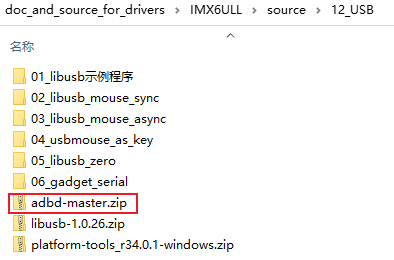 doc_and_source_for_drivers > IMX6ULL > source > 12_USB
名称
01_libusb示例程序
02_libusb_mouse_sync
03_libusb_mouse_async
04_usbmouse_as_key
05_libusb_zero
06_gadget_serial
adbd-master.zip
libusb-1.0.26.zip
platform-tools_r34.0.1-windows.zip